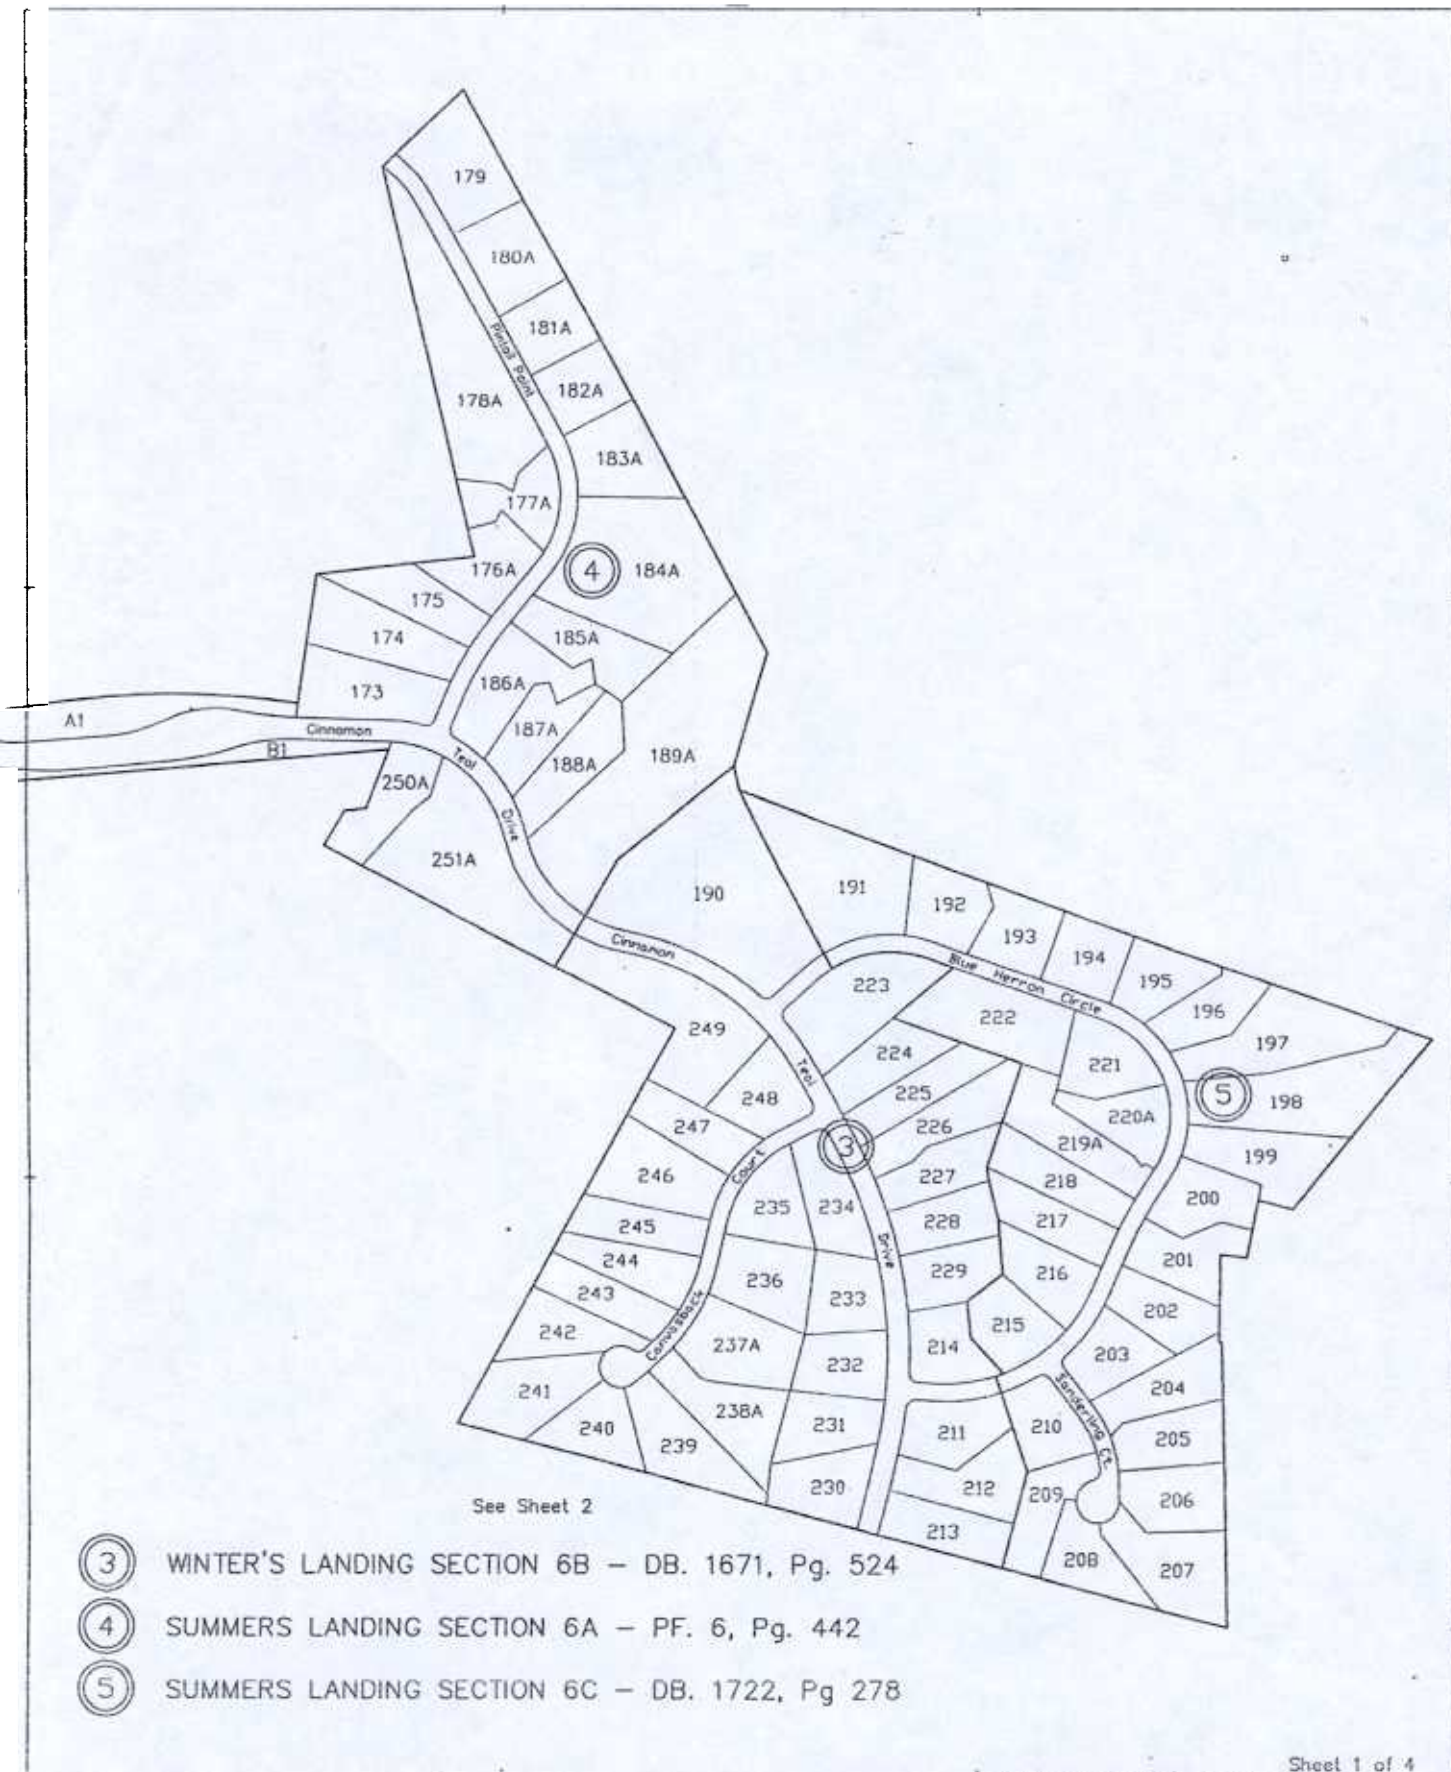 179
180A
181A
Pintail Point
182A
178A
183A
177A
4
184A
176A
175
185A
174
186A
173
A1
Cinnamon
187A
B1
Teal
188A
189A
250A
Drive
251A
190
191
192
193
Cinnamon
194
Blue Herron Circle
195
223
196
222
249
197
224
221
Teal
225
5
198
248
220A
226
247
219A
3
199
Court
246
227
218
200
235
234
217
245
228
Drive
201
244
236
229
216
243
233
202
242
Canvasback
215
237A
214
203
232
241
204
Sanderling Ct.
238A
240
231
211
210
205
239
230
212
209
206
See Sheet 2
213
208
207
3 WINTER'S LANDING SECTION 6B – DB. 1671, Pg. 524
4 SUMMERS LANDING SECTION 6A – PF. 6, Pg. 442
5 SUMMERS LANDING SECTION 6C – DB. 1722, Pg 278
Sheet 1 of 4